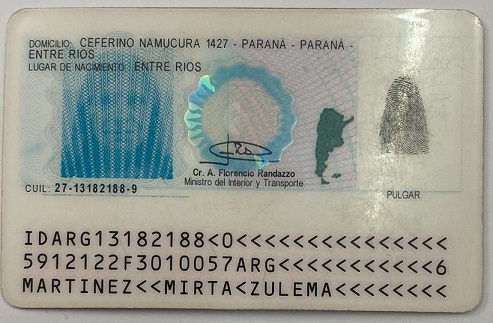 DOMICILIO: CEFERINO NAMUCURA 1427 - PARANÁ - PARANÁ -
ENTRE RIOS
LUGAR DE NACIMIENTO: ENTRE RIOS
Cr. A. Florencio Randazzo
Ministro del Interior y Transporte
CUIL: 27-13182188-9
PULGAR
IDARG13182188<0<<<<<<<<<<<<<<<
5912122F3010057ARG<<<<<<<<<<<6
MARTINEZ<<MIRTA<ZULEMA<<<<<<<<